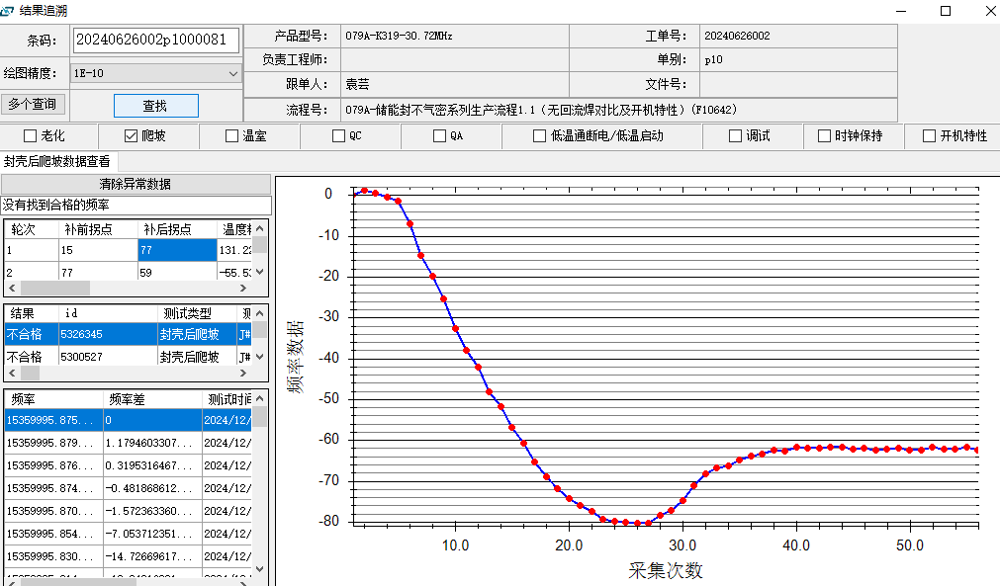 结果追溯
条码： 20240626002p1000081 产品型号： 079A-K319-30.72MHz 工单号： 20240626002
负责工程师： 单别： p10
绘图精度： 1E-10 跟单人： 袁芸 文件号：
多个查询 查找 流程号： 079A-储能封不气密系列生产流程1.1（无回流焊对比及开机特性）(F10642)
老化 爬坡 温室 QC QA 低温通断电/低温启动 调试 时钟保持 开机特性
封壳后爬坡数据查看
清除异常数据
没有找到合格的频率
轮次 补前拐点 补后拐点 温度
1 15 77 131.22
2 77 59 -55.53
结果 id 测试类型
不合格 5326345 封壳后爬坡 J#
不合格 5300527 封壳后爬坡 J#
频率 频率差 测试时间
15359995.875... 0 2024/12/
15359995.879... 1.1794603307... 2024/12/
15359995.876... 0.3195316467... 2024/12/
15359995.874... -0.481868612... 2024/12/
15359995.870... -1.572363360... 2024/12/
15359995.854... -7.053712351... 2024/12/
15359995.830... -14.72669617... 2024/12/
0
-10
-20
-30
-40
-50
-60
-70
-80
频率数据
10.0 20.0 30.0 40.0 50.0
采集次数